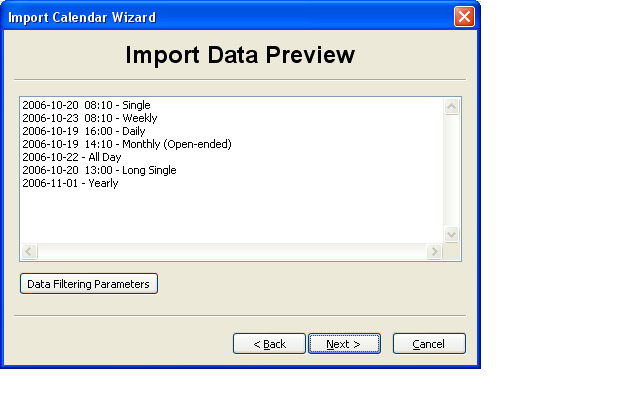 Import Calendar Wizard
Import Data Preview
2006-10-20  08:10 - Single
2006-10-23  08:10 - Weekly
2006-10-19  16:00 - Daily
2006-10-19  14:10 - Monthly (Open-ended)
2006-10-22 - All Day
2006-10-20  13:00 - Long Single
2006-11-01 - Yearly
Data Filtering Parameters
< Back
Next >
Cancel